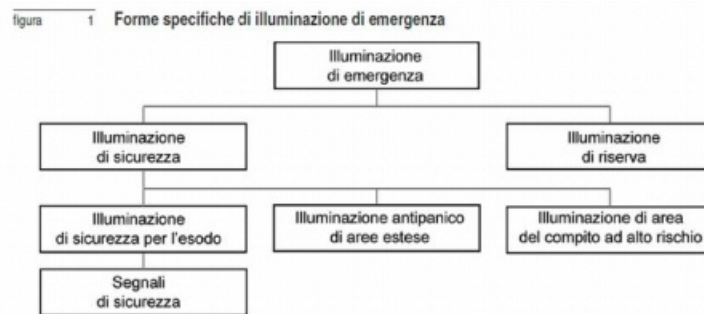 figura 1 Forme specifiche di illuminazione di emergenza
Illuminazione
di emergenza
Illuminazione
di sicurezza
Illuminazione
di riserva
Illuminazione
di sicurezza per l'esodo
Illuminazione antipanico
di aree estese
Illuminazione di area
del compito ad alto rischio
Segnali
di sicurezza